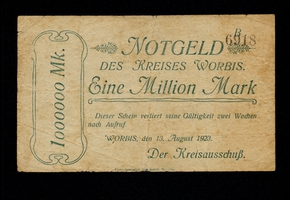 NOTGELD
DES KREISES WORBIS.
Eine Million Mark
Dieser Schein verliert seine Gültigkeit zwei Wochen
nach Aufruf.
WORBIS, den 13. August 1923.
Der Kreisausschuß.
1000000 Mk.